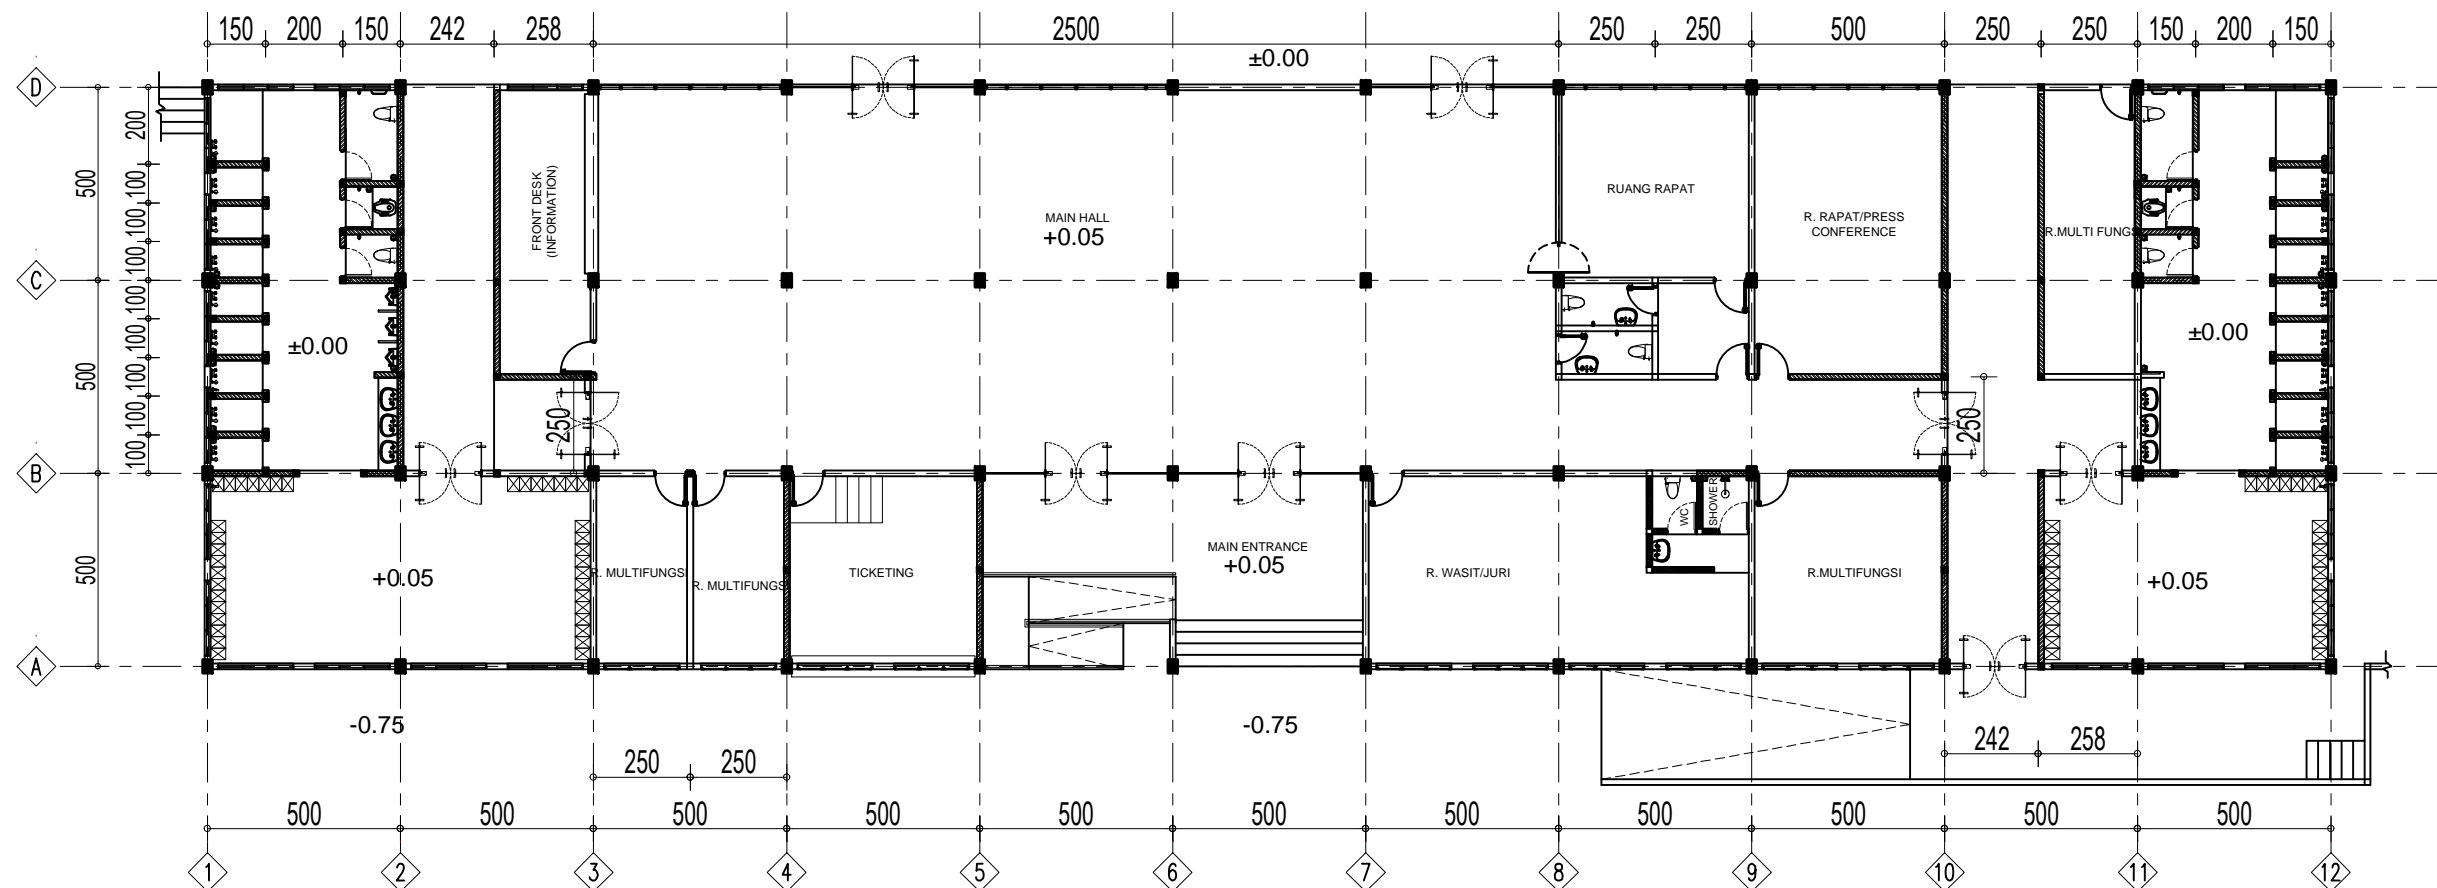 150 200 150 242 258 2500 250 250 500 250 250 150 200 150
±0.00
D
200
500
100
100
RUANG RAPAT
FRONT DESK
(INFORMATION)
MAIN HALL
+0.05
R. RAPAT/PRESS
CONFERENCE
R.MULTI FUNGS
100
C
100
±0.00
±0.00
100
500
100
100
250
250
100
B
WC
SHOWER
MAIN ENTRANCE
+0.05
500
+0.05
R. MULTIFUNGSI
R. MULTIFUNGS
TICKETING
R. WASIT/JURI
R.MULTIFUNGSI
+0.05
A
-0.75
-0.75
242 258
250 250
500 500 500 500 500 500 500 500 500 500 500
1 2 3 4 5 6 7 8 9 10 11 12